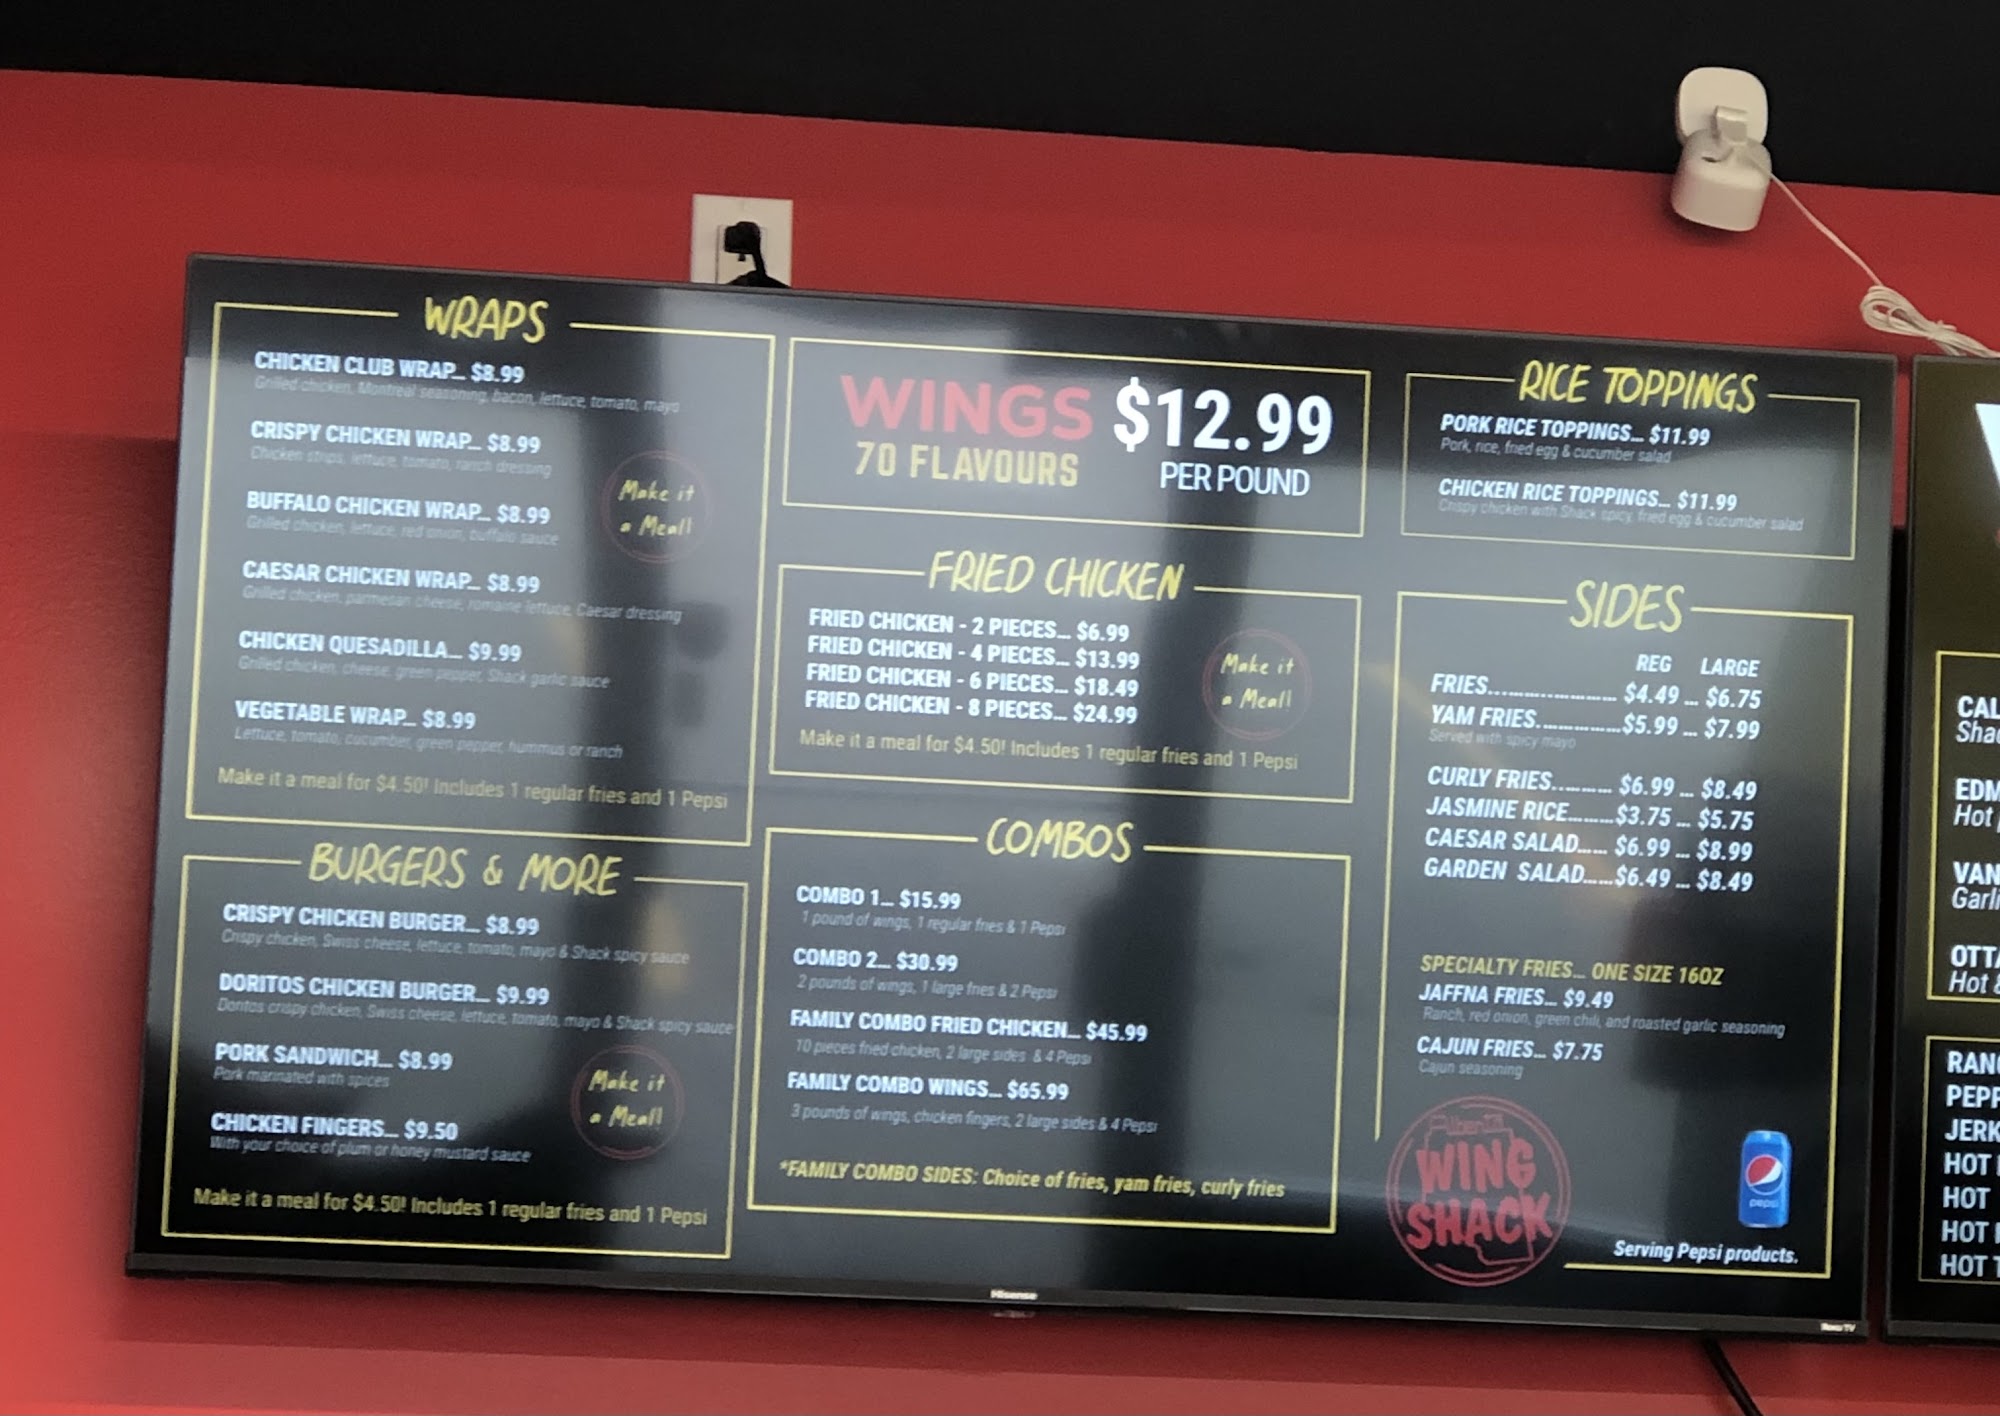 WRAPS
CHICKEN CLUB WRAP... $8.99
Grilled chicken, Montreal seasoning, bacon, lettuce, tomato, mayo
CRISPY CHICKEN WRAP... $8.99
Chicken strips, lettuce, tomato, ranch dressing
BUFFALO CHICKEN WRAP... $8.99
Grilled chicken, lettuce, red onion, buffalo sauce
CAESAR CHICKEN WRAP... $8.99
Grilled chicken, parmesan cheese, romaine lettuce, Caesar dressing
CHICKEN QUESADILLA... $9.99
Grilled chicken, cheese, green pepper, Shack garlic sauce
VEGETABLE WRAP... $8.99
Lettuce, tomato, cucumber, green pepper, hummus or ranch
Make it
a Meal!
Make it a meal for $4.50! Includes 1 regular fries and 1 Pepsi
BURGERS & MORE
CRISPY CHICKEN BURGER... $8.99
Crispy chicken, Swiss cheese, lettuce, tomato, mayo & Shack spicy sauce
DORITOS CHICKEN BURGER... $9.99
Doritos crispy chicken, Swiss cheese, lettuce, tomato, mayo & Shack spicy sauce
PORK SANDWICH... $8.99
Pork marinated with spices
CHICKEN FINGERS... $9.50
With your choice of plum or honey mustard sauce
Make it
a Meal!
Make it a meal for $4.50! Includes 1 regular fries and 1 Pepsi
WINGS $12.99
70 FLAVOURS PER POUND
FRIED CHICKEN
FRIED CHICKEN - 2 PIECES... $6.99
FRIED CHICKEN - 4 PIECES... $13.99
FRIED CHICKEN - 6 PIECES... $18.49
FRIED CHICKEN - 8 PIECES... $24.99
Make it
a Meal!
Make it a meal for $4.50! Includes 1 regular fries and 1 Pepsi
COMBOS
COMBO 1... $15.99
1 pound of wings, 1 regular fries & 1 Pepsi
COMBO 2... $30.99
2 pounds of wings, 1 large fries & 2 Pepsi
FAMILY COMBO FRIED CHICKEN... $45.99
10 pieces fried chicken, 2 large sides & 4 Pepsi
FAMILY COMBO WINGS... $65.99
3 pounds of wings, chicken fingers, 2 large sides & 4 Pepsi
*FAMILY COMBO SIDES: Choice of fries, yam fries, curly fries
RICE TOPPINGS
PORK RICE TOPPINGS... $11.99
Pork, rice, fried egg & cucumber salad
CHICKEN RICE TOPPINGS... $11.99
Crispy chicken with Shack spicy, fried egg & cucumber salad
SIDES
REG LARGE
FRIES..................... $4.49 ... $6.75
YAM FRIES..............$5.99 ... $7.99
Served with spicy mayo
CURLY FRIES.......... $6.99 ... $8.49
JASMINE RICE........$3.75 ... $5.75
CAESAR SALAD...... $6.99 ... $8.99
GARDEN SALAD......$6.49 ... $8.49
SPECIALTY FRIES... ONE SIZE 16OZ
JAFFNA FRIES... $9.49
Ranch, red onion, green chili, and roasted garlic seasoning
CAJUN FRIES... $7.75
Cajun seasoning
WING
SHACK
pepsi
Serving Pepsi products.
Hisense
Roku TV
CAL
Shac
EDM
Hot
VAN
Garli
OTTA
Hot &
RAN
PEPP
JERK
HOT
HOT
HOT
HOT T